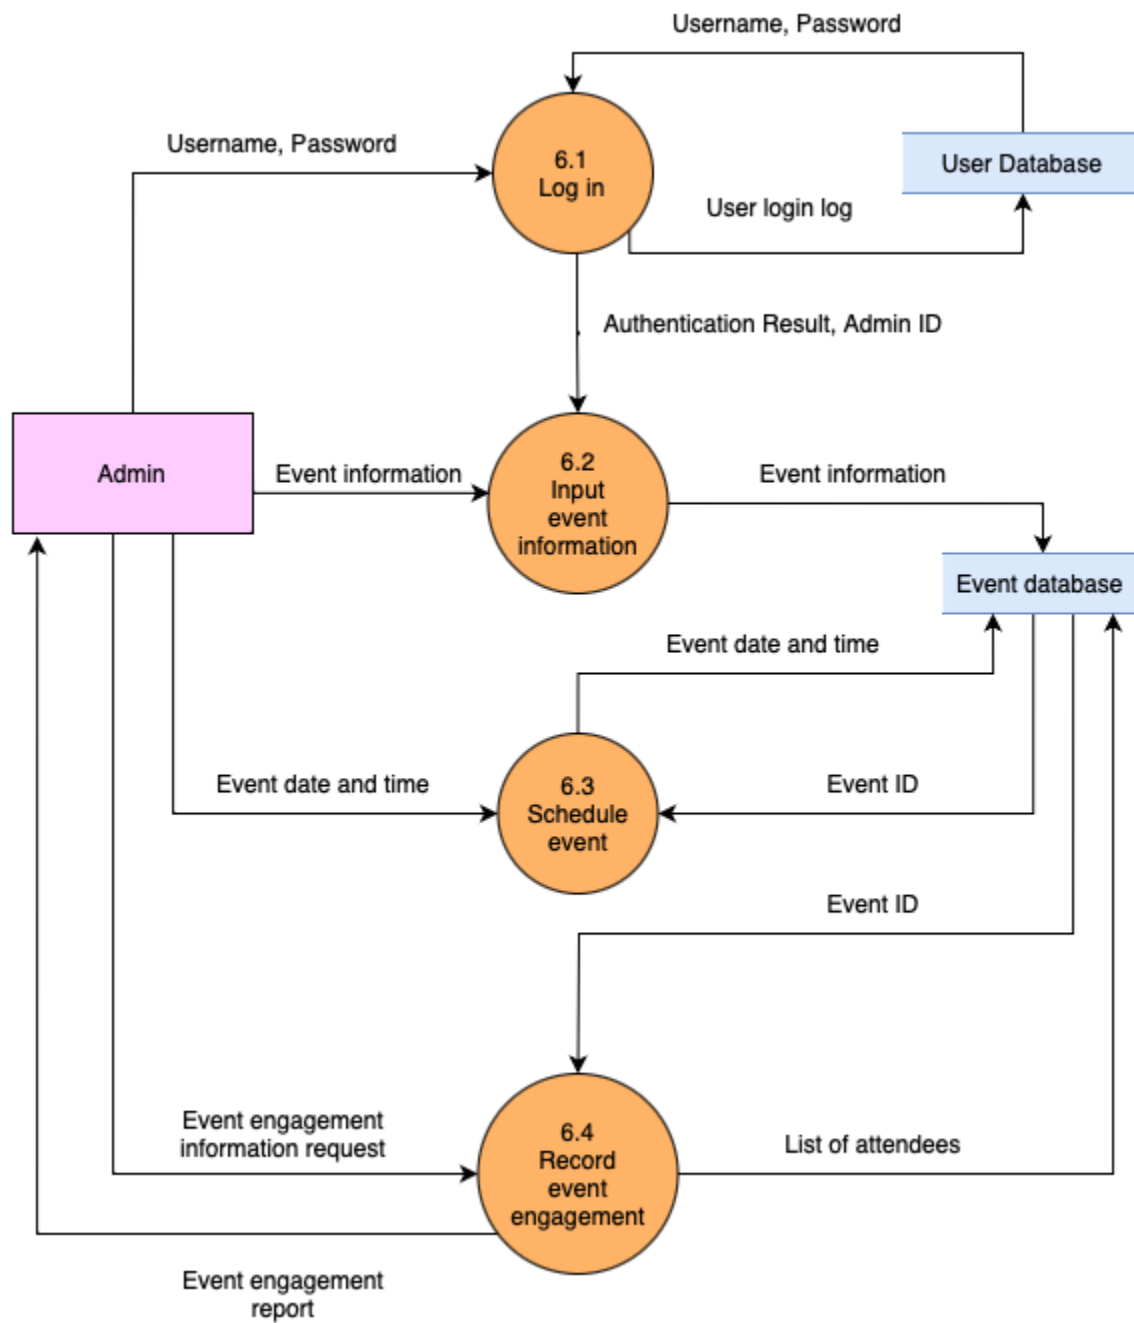 Username, Password
Username, Password
6.1
Log in
User Database
User login log
Authentication Result, Admin ID
Admin
Event information
6.2
Input
event
information
Event information
Event database
Event date and time
Event date and time
6.3
Schedule
event
Event ID
Event ID
Event engagement
information request
6.4
Record
event
engagement
List of attendees
Event engagement
report